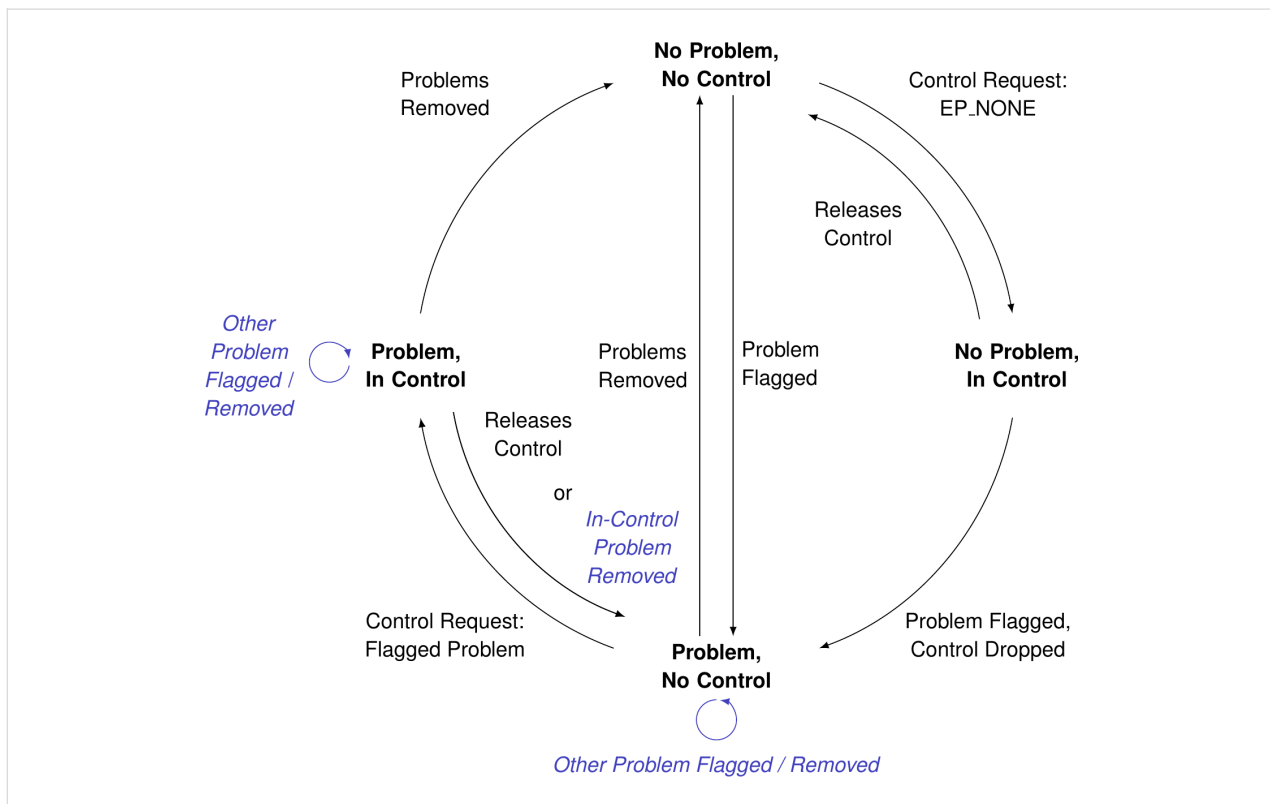 No Problem,
No Control
Problems
Removed
Control Request:
EP_NONE
Releases
Control
Other
Problem
Flagged /
Removed
Problem,
In Control
Problems
Removed
Problem
Flagged
No Problem,
In Control
Releases
Control
or
In-Control
Problem
Removed
Control Request:
Flagged Problem
Problem Flagged,
Control Dropped
Problem,
No Control
Other Problem Flagged / Removed